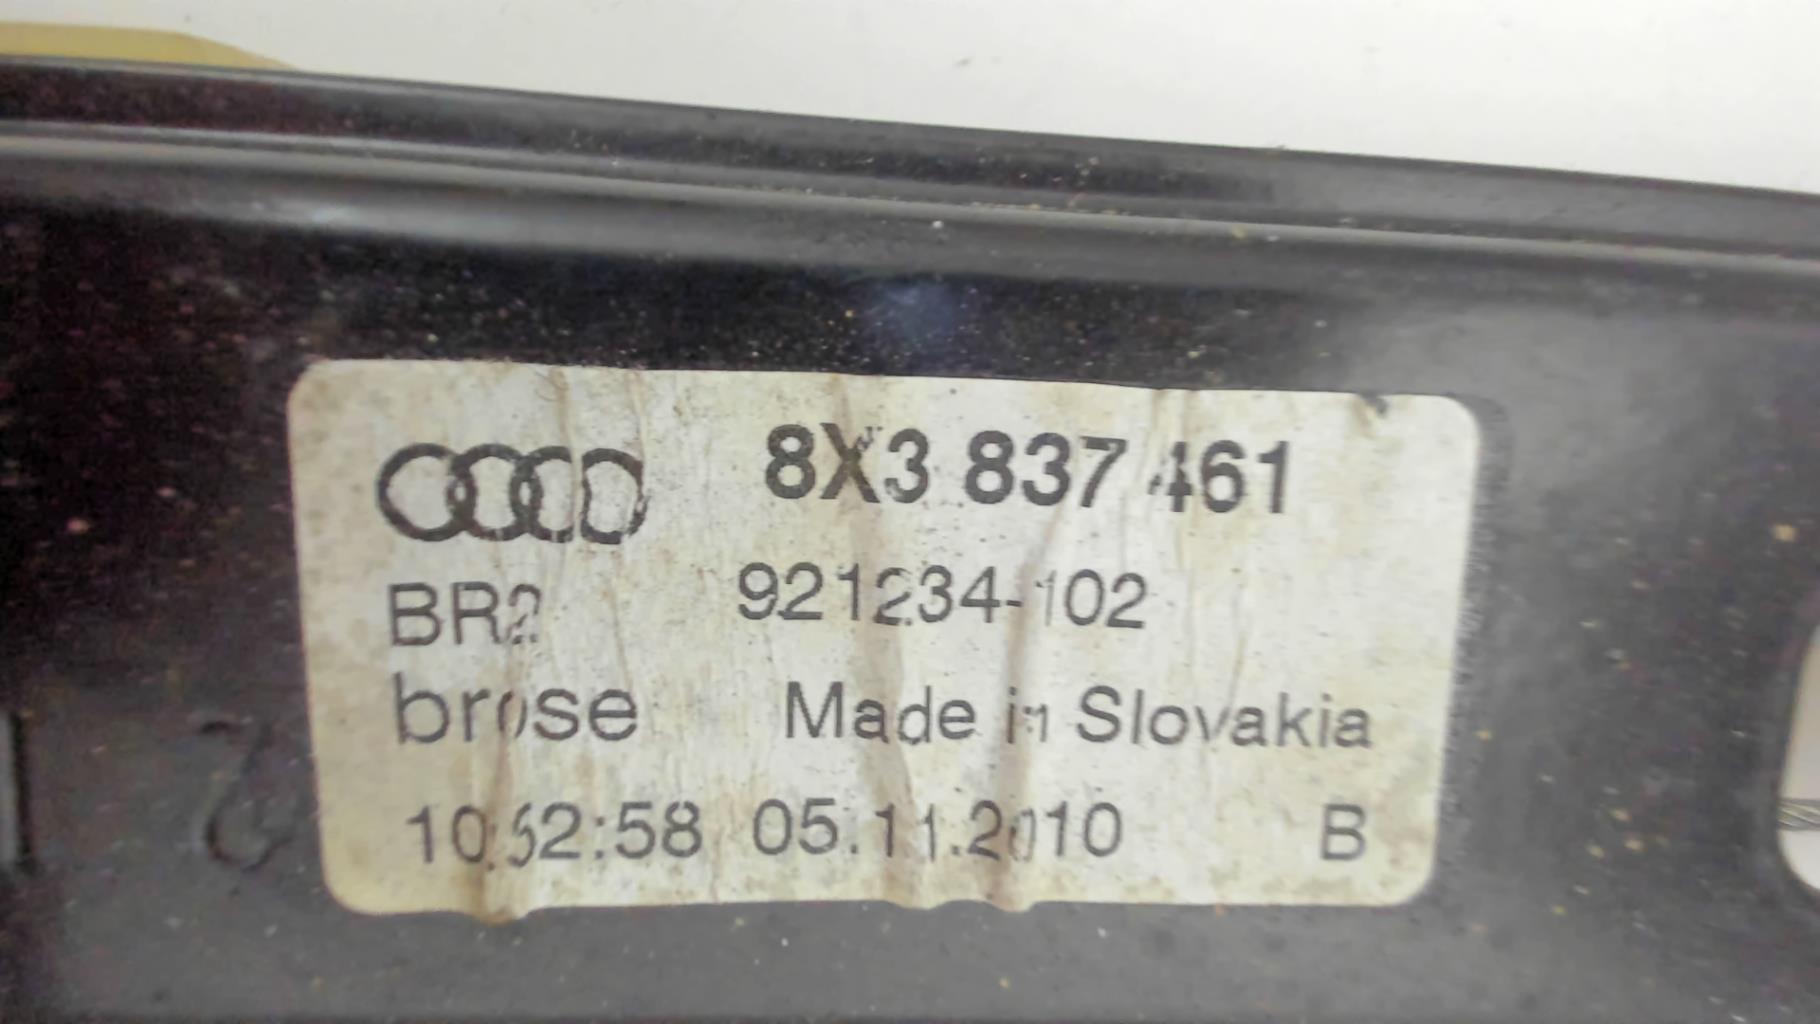 8X3 837 461
BR2 921234-102
brose Made in Slovakia
10:52:58 05.11.2010 B